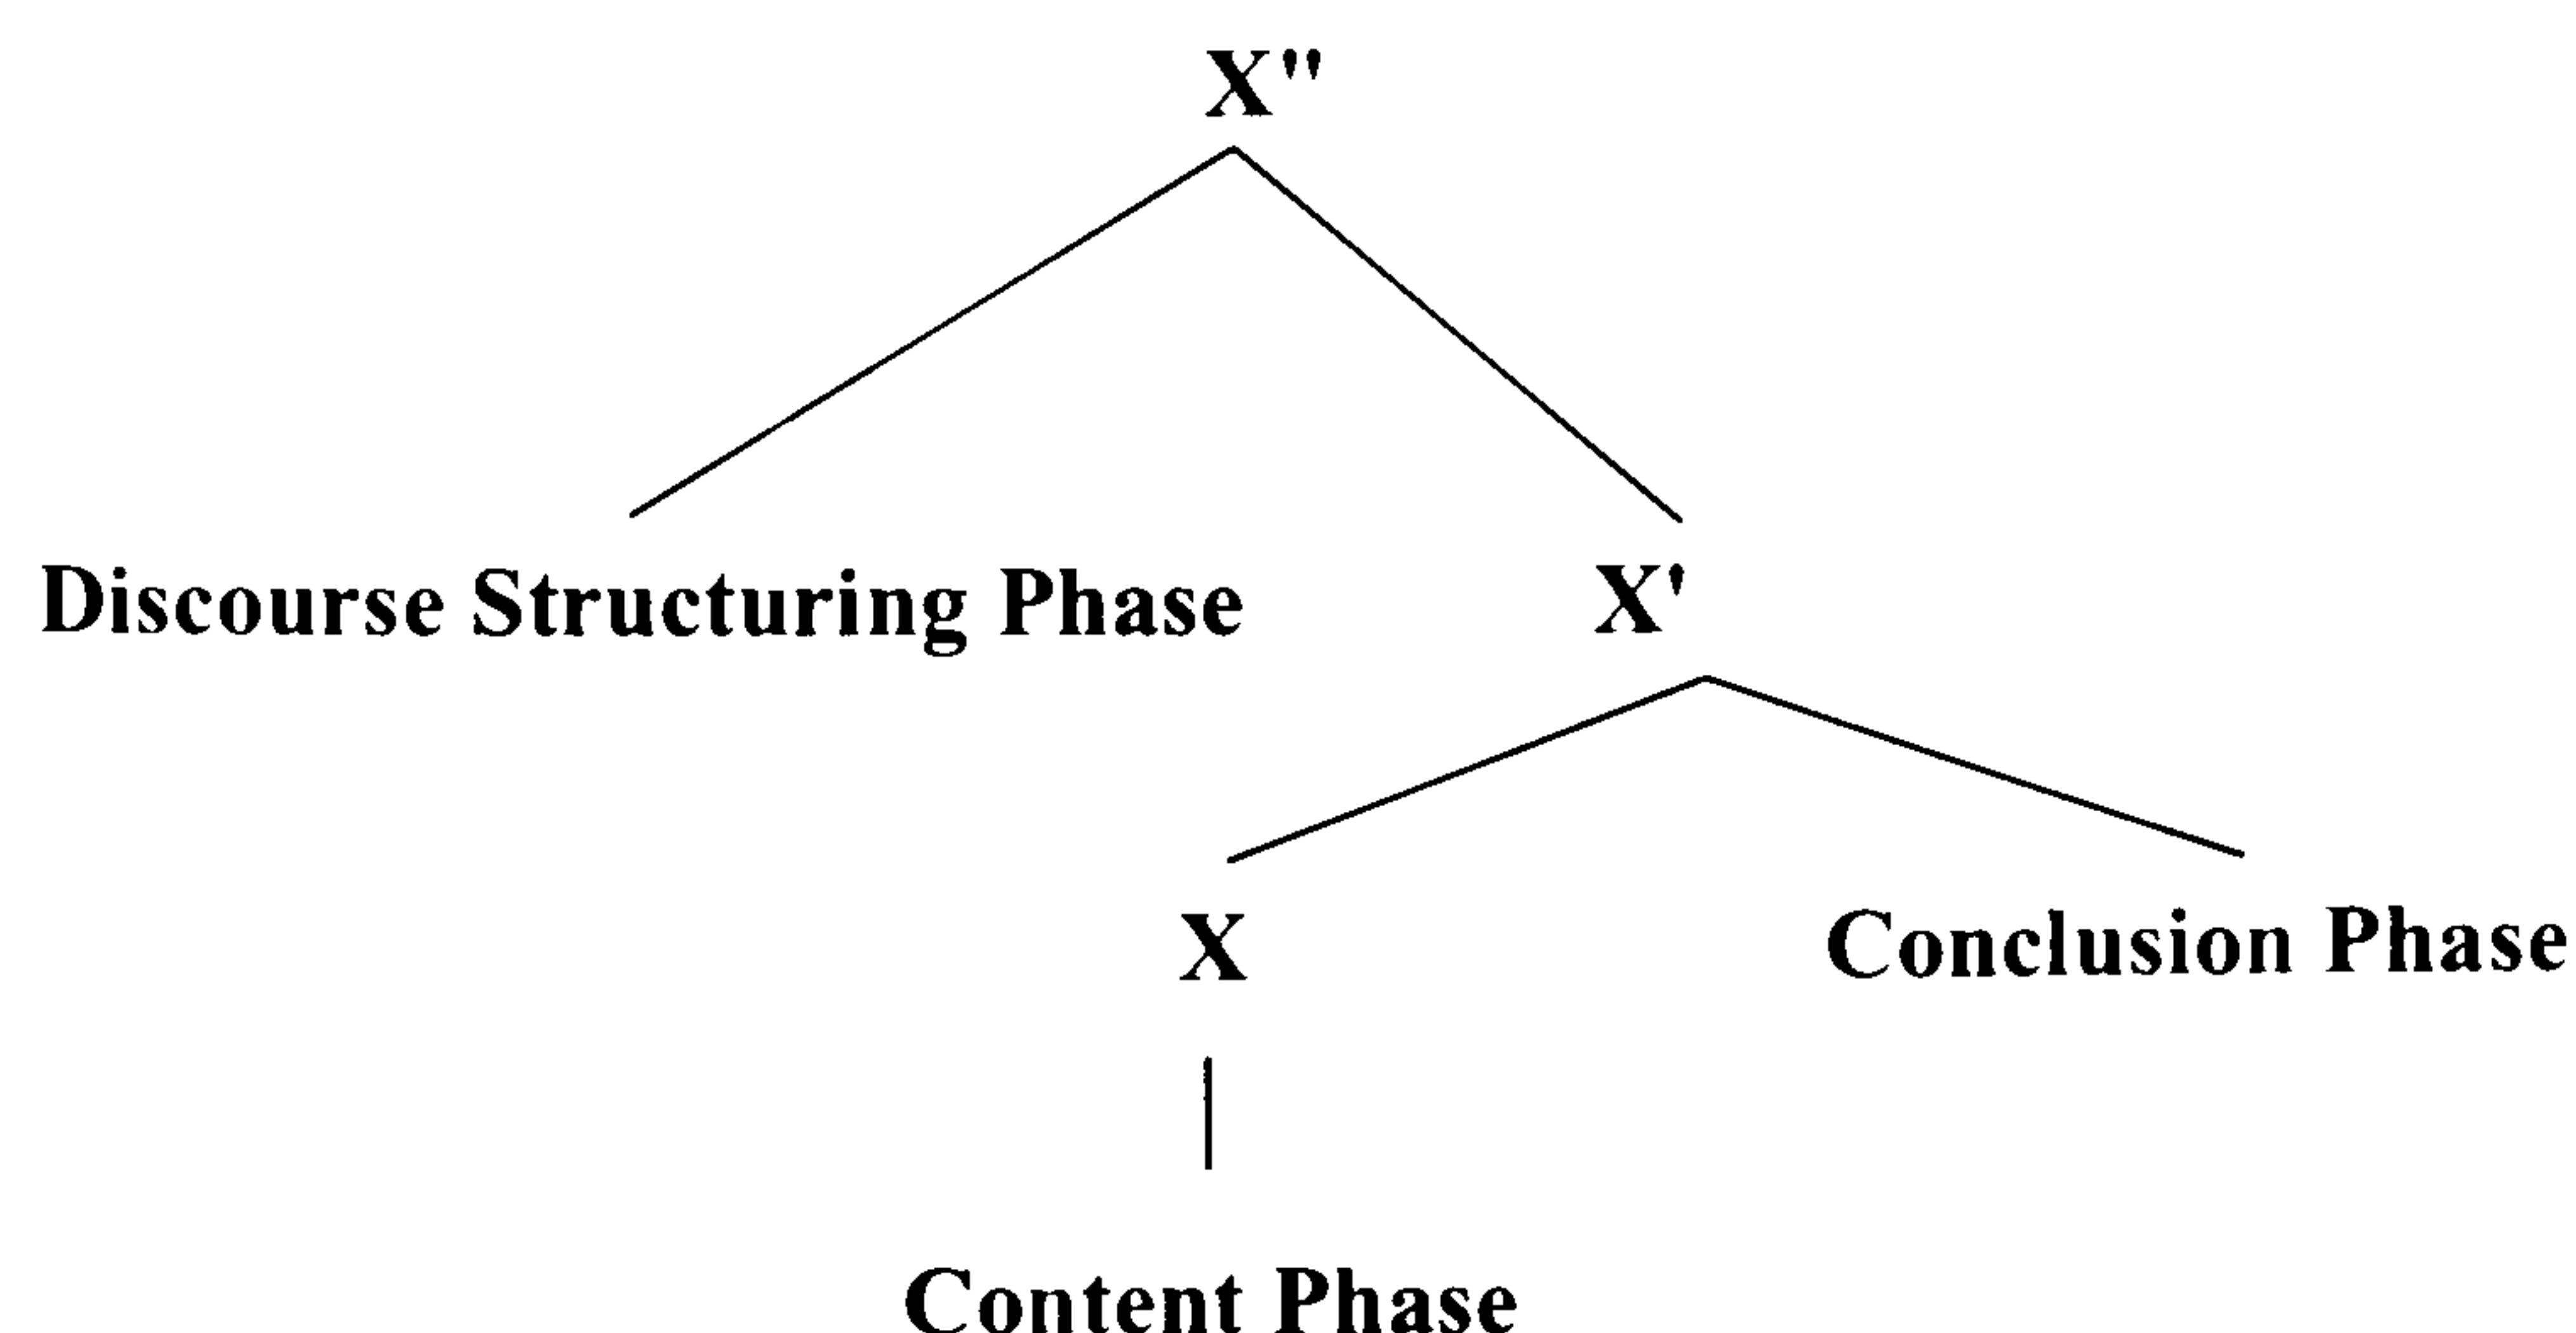 X"
Discourse Structuring Phase
X'
X
Conclusion Phase
Content Phase